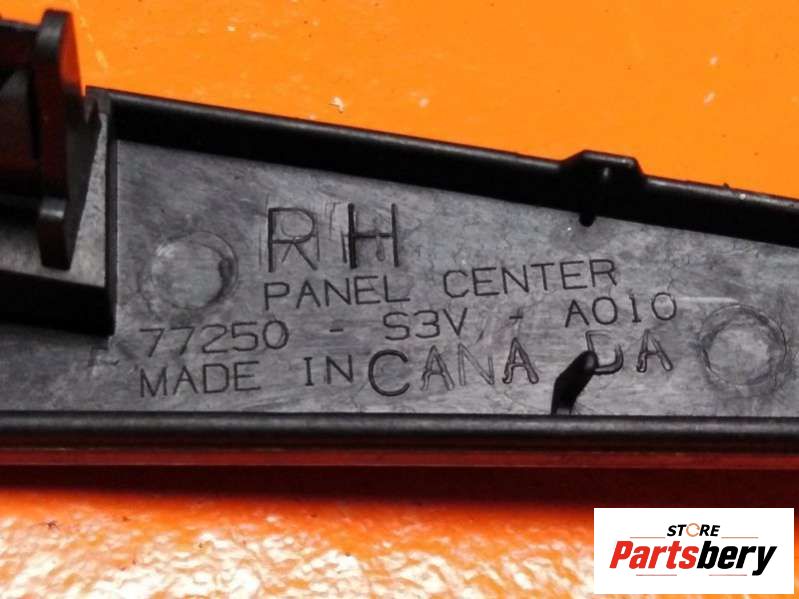 RH
PANEL CENTER
77250 - S3V - A010
MADE IN CANADA
STORE
Partsbery